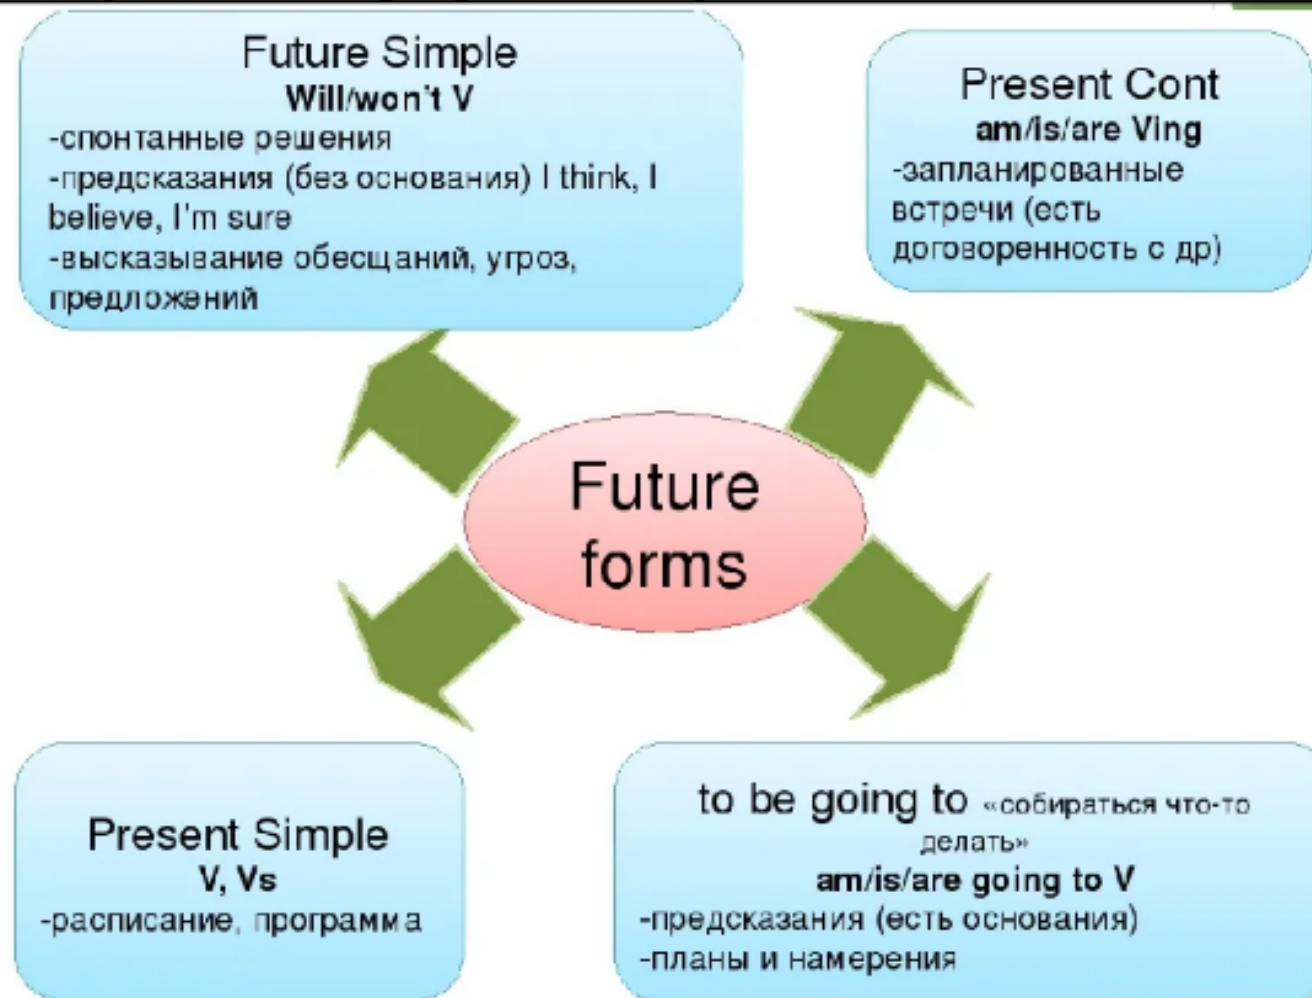 Future Simple
Will/won't V
-спонтанные решения
-предсказания (без основания) I think, I
believe, I'm sure
-высказывание обесщаний, угроз,
предложений
Present Cont
am/is/are Ving
-запланированные
встречи (есть
договоренность с др)
Future
forms
Present Simple
V, Vs
-расписание, программа
to be going to «собираться что-то
делать»
am/is/are going to V
-предсказания (есть основания)
-планы и намерения